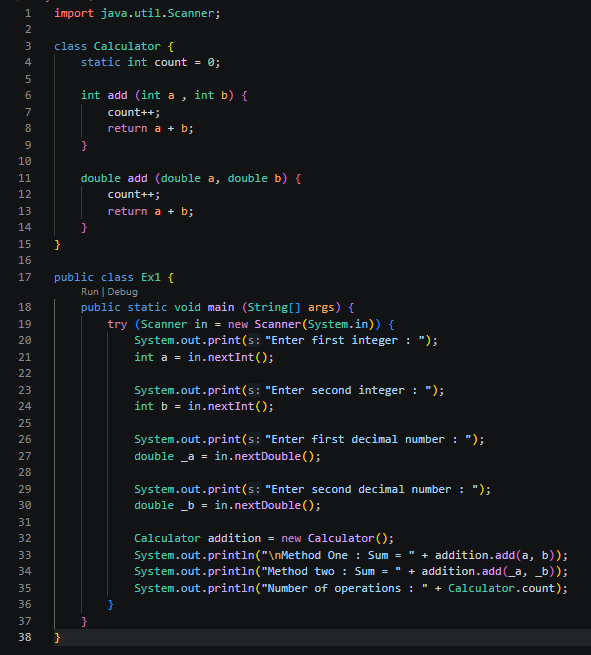 1 import java.util.Scanner;
2
3 class Calculator {
4 static int count = 0;
5
6 int add (int a , int b) {
7 count++;
8 return a + b;
9 }
10
11 double add (double a, double b) {
12 count++;
13 return a + b;
14 }
15 }
16
17 public class Ex1 {
Run | Debug
18 public static void main (String[] args) {
19 try (Scanner in = new Scanner(System.in)) {
20 System.out.print(s: "Enter first integer : ");
21 int a = in.nextInt();
22
23 System.out.print(s: "Enter second integer : ");
24 int b = in.nextInt();
25
26 System.out.print(s: "Enter first decimal number : ");
27 double _a = in.nextDouble();
28
29 System.out.print(s: "Enter second decimal number : ");
30 double _b = in.nextDouble();
31
32 Calculator addition = new Calculator();
33 System.out.println("\nMethod One : Sum = " + addition.add(a, b));
34 System.out.println("Method two : Sum = " + addition.add(_a, _b));
35 System.out.println("Number of operations : " + Calculator.count);
36 }
37 }
38 }